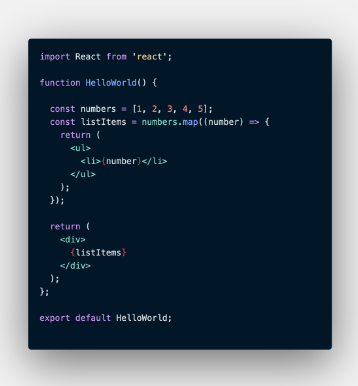 import React from 'react';
function HelloWorld() {
const numbers = [1, 2, 3, 4, 5];
const listItems = numbers.map((number) => {
return (
<ul>
<li>{number}</li>
</ul>
);
});
return (
<div>
{listItems}
</div>
);
};
export default HelloWorld;